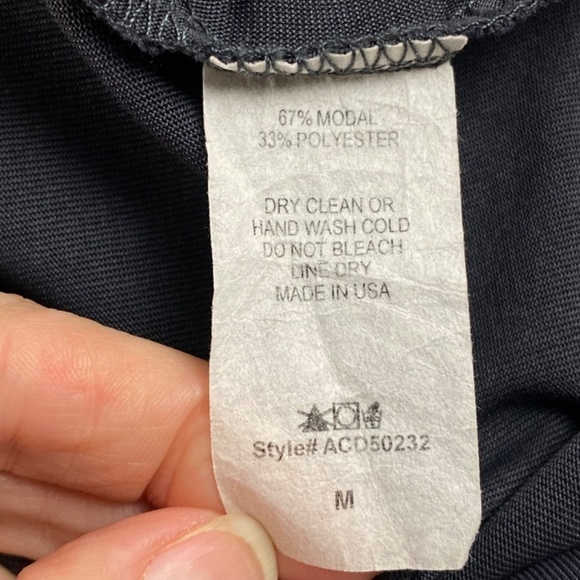 67% MODAL
33% POLYESTER
DRY CLEAN OR
HAND WASH COLD
DO NOT BLEACH
LINE DRY
MADE IN USA
Style# ACD50232
M